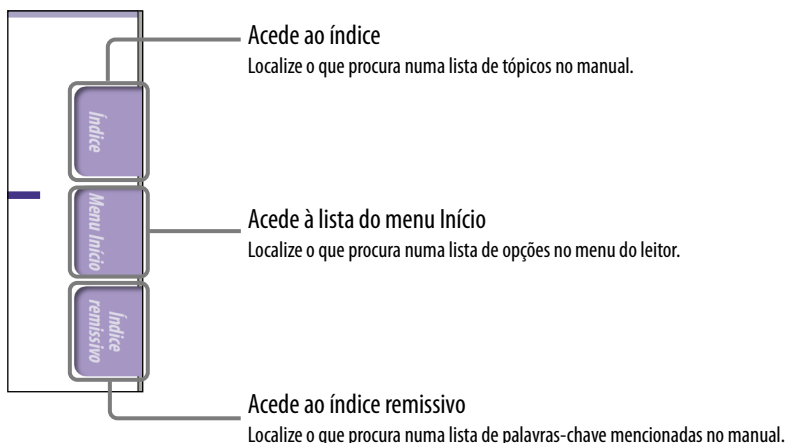 Acede ao índice
Localize o que procura numa lista de tópicos no manual.
Índice
Menu Início
Acede à lista do menu Início
Localize o que procura numa lista de opções no menu do leitor.
Índice
remissivo
Acede ao índice remissivo
Localize o que procura numa lista de palavras-chave mencionadas no manual.